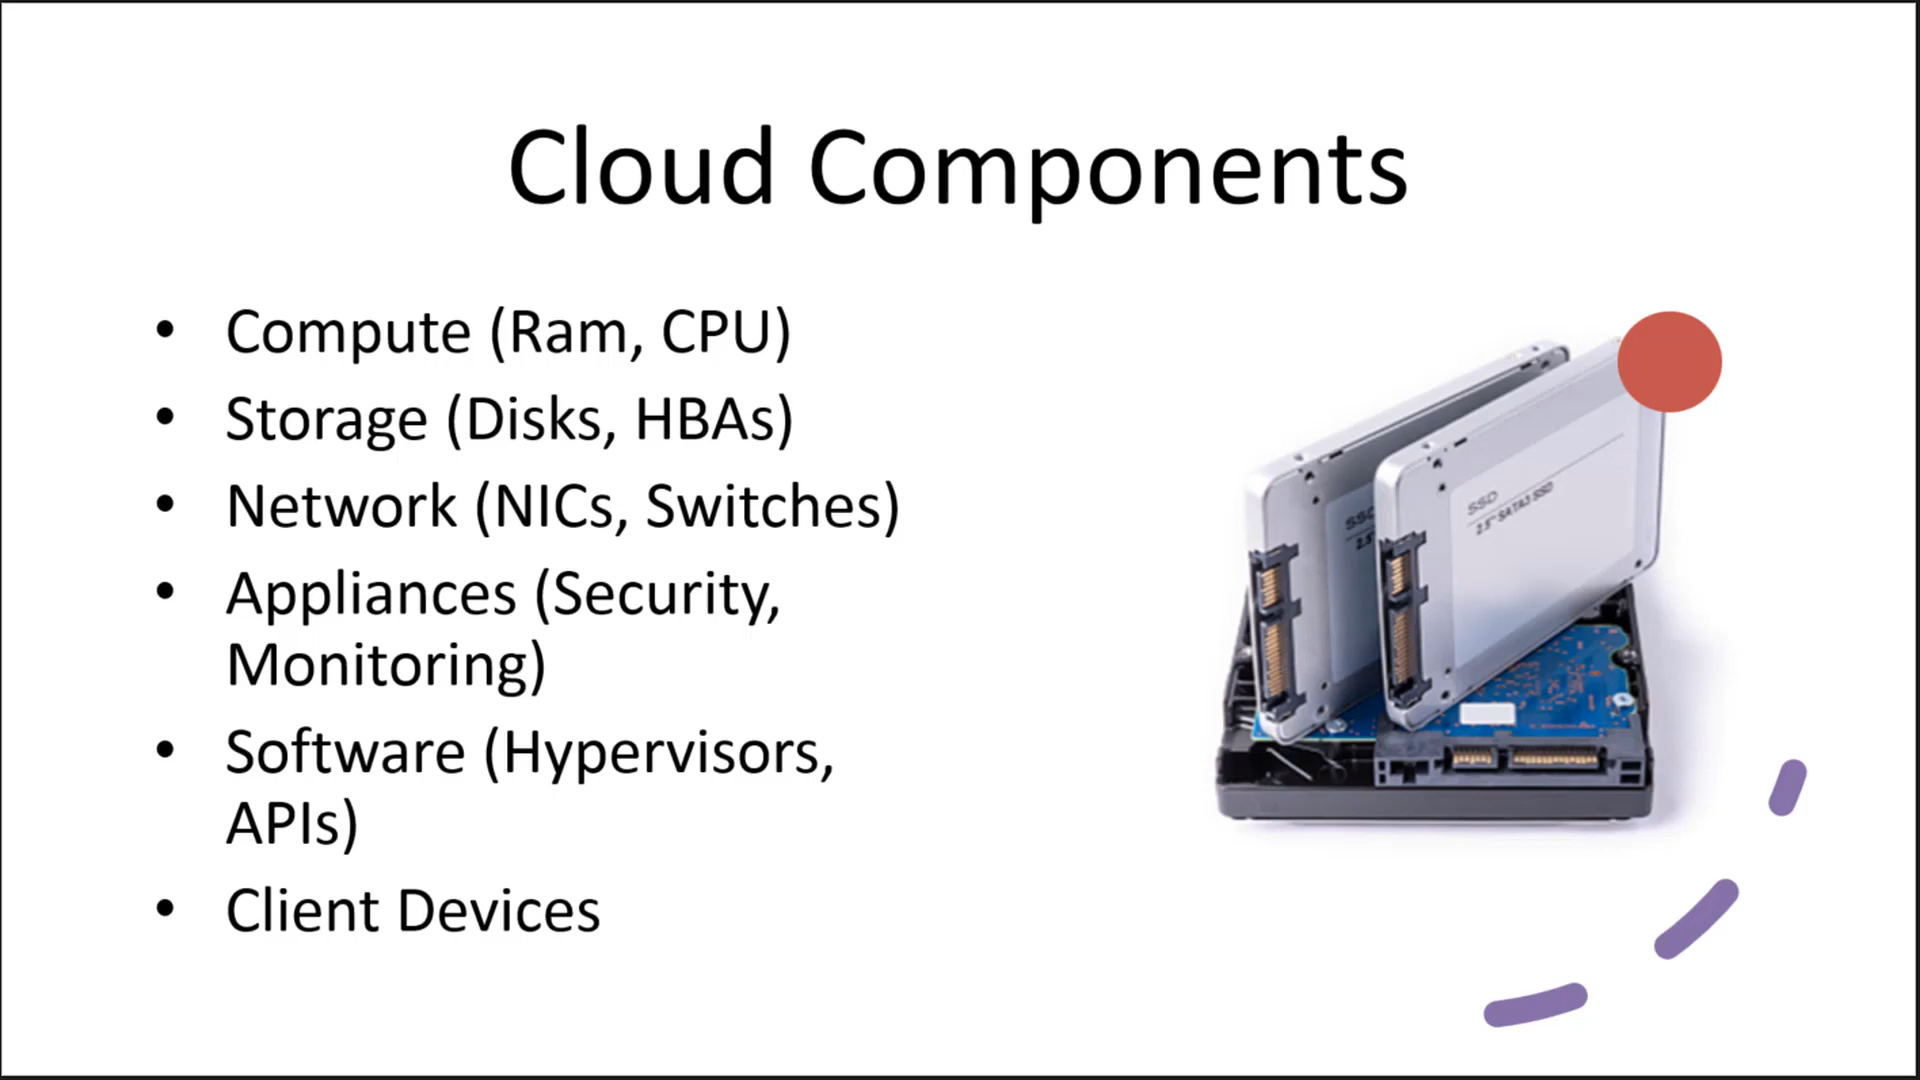 Cloud Components
• Compute (Ram, CPU)
• Storage (Disks, HBAs)
• Network (NICs, Switches)
• Appliances (Security,
Monitoring)
• Software (Hypervisors,
APIs)
• Client Devices
SSD
2.5" SATA3 SSD